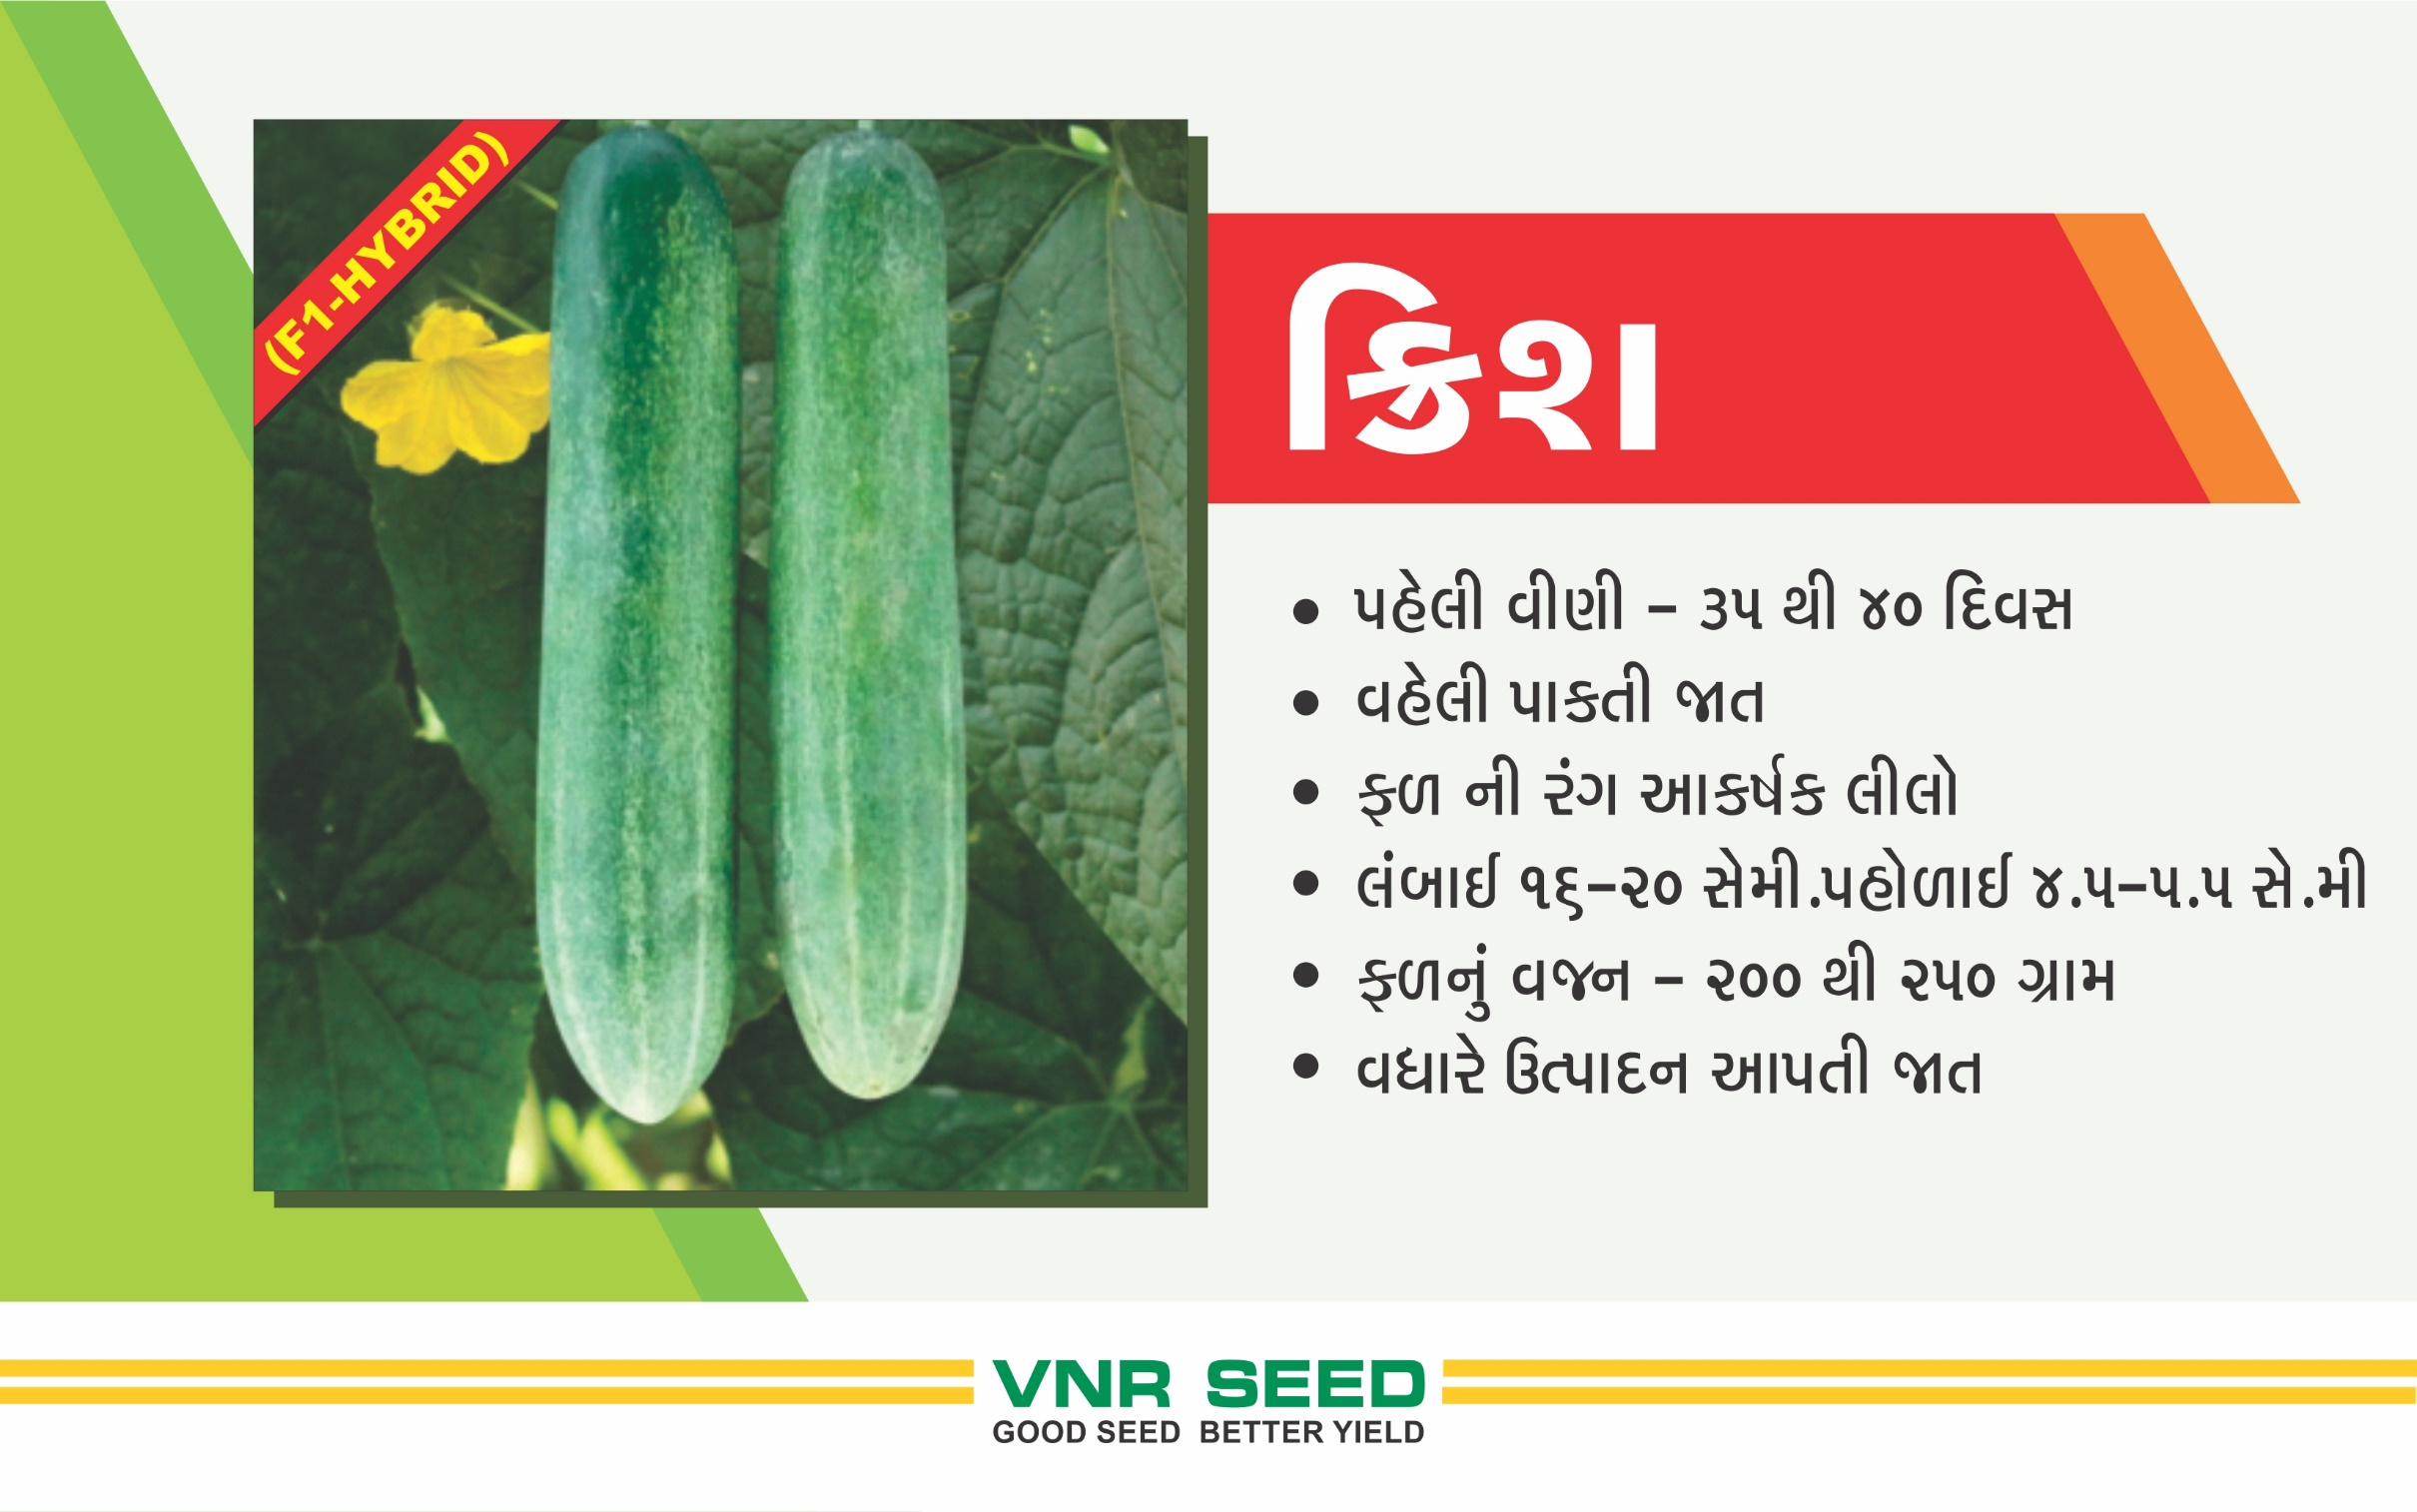 (F1-HYBRID)
ક્રિશ
• પહેલી વીણી – ૩૫ થી ૪૦ દિવસ
• વહેલી પાકતી જાત
• ફળ ની રંગ આકર્ષક લીલો
• લંબાઈ ૧૬–૨૦ સેમી.પહોળાઈ ૪.૫–૫.૫ સે.મી
• ફળનું વજન – ૨૦૦ થી ૨૫૦ ગ્રામ
• વધારે ઉત્પાદન આપતી જાત
VNR SEED
GOOD SEED BETTER YIELD